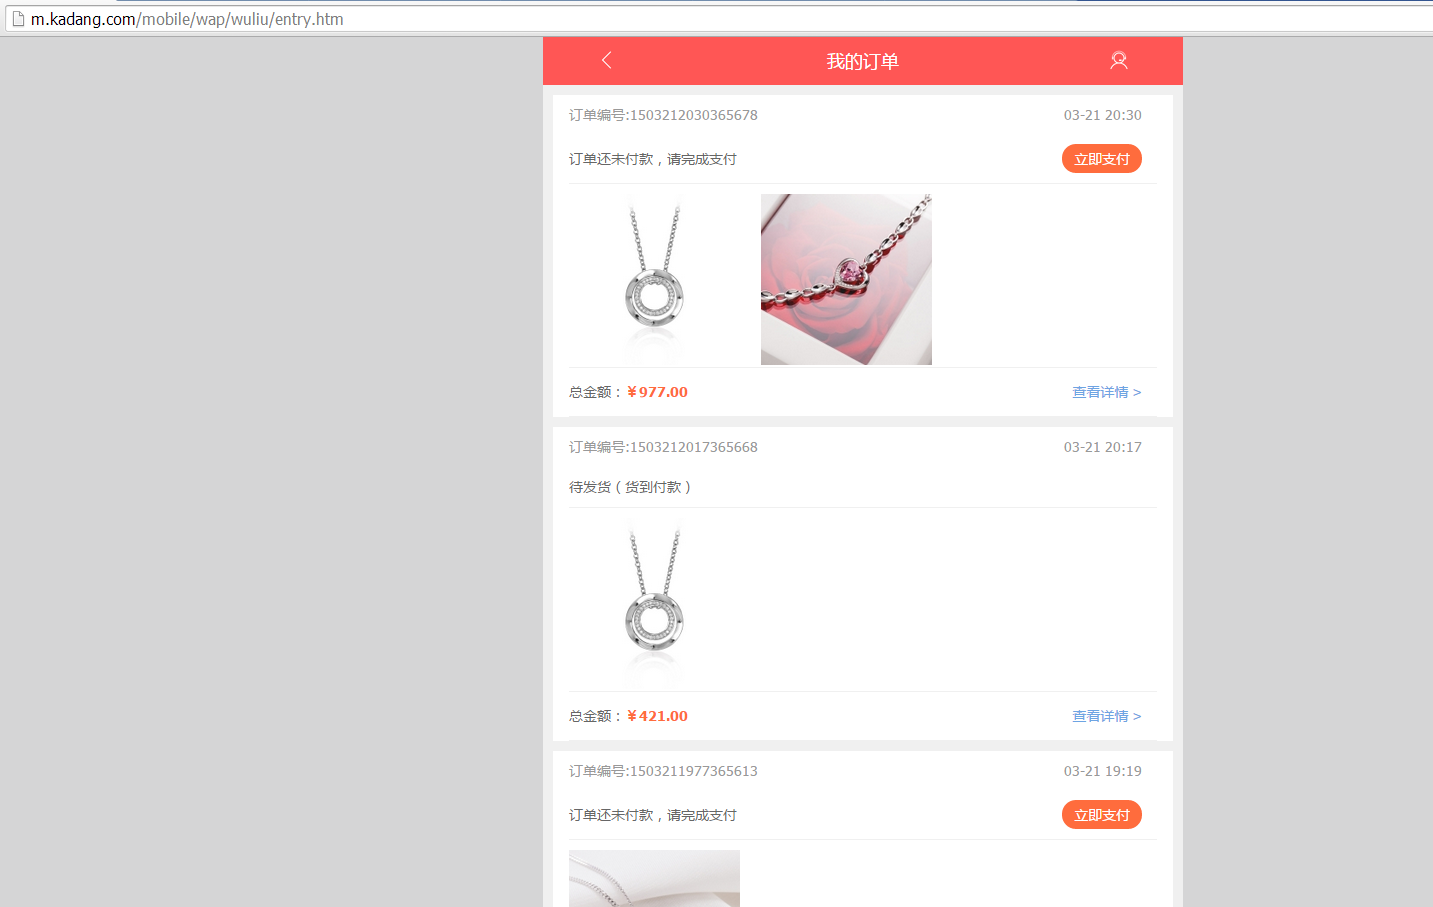 m.kadang.com/mobile/wap/wuliu/entry.htm
我的订单
订单编号:1503212030365678 03-21 20:30
订单还未付款，请完成支付 立即支付
总金额：￥977.00 查看详情 >
订单编号:1503212017365668 03-21 20:17
待发货（货到付款）
总金额：￥421.00 查看详情 >
订单编号:1503211977365613 03-21 19:19
订单还未付款，请完成支付 立即支付